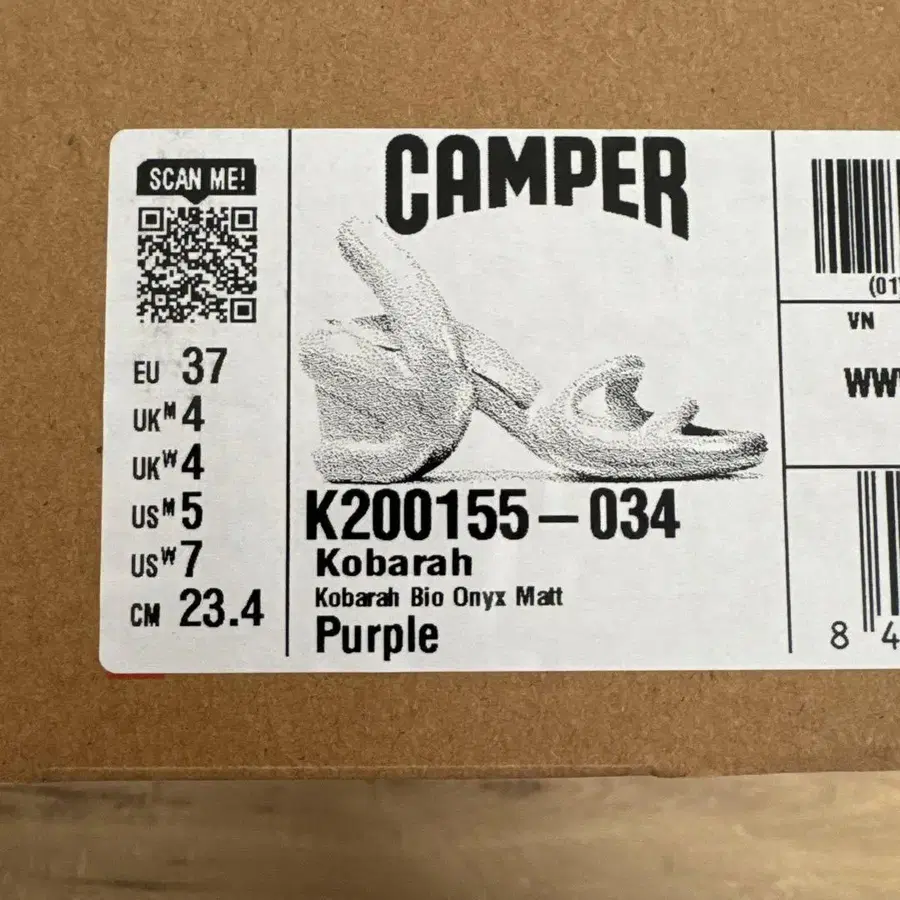 SCAN ME!
EU 37
UKM 4
UKW 4
USM 5
USW 7
CM 23.4
CAMPER
K200155-034
Kobarah
Kobarah Bio Onyx Matt
Purple
(01
VN
8 4